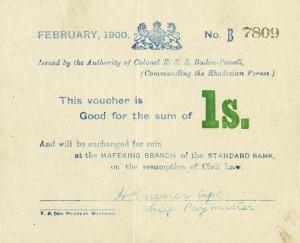 FEBRUARY, 1900. No. B 7809
Issued by the Authority of Colonel R. S. S. Baden-Powell,
(Commanding the Rhodesian Forces.)
This voucher is
Good for the sum of 1s.
And will be exchanged for coin
at the MAFEKING BRANCH of the STANDARD BANK,
on the resumption of Civil Law.
Capt
Chief Paymaster